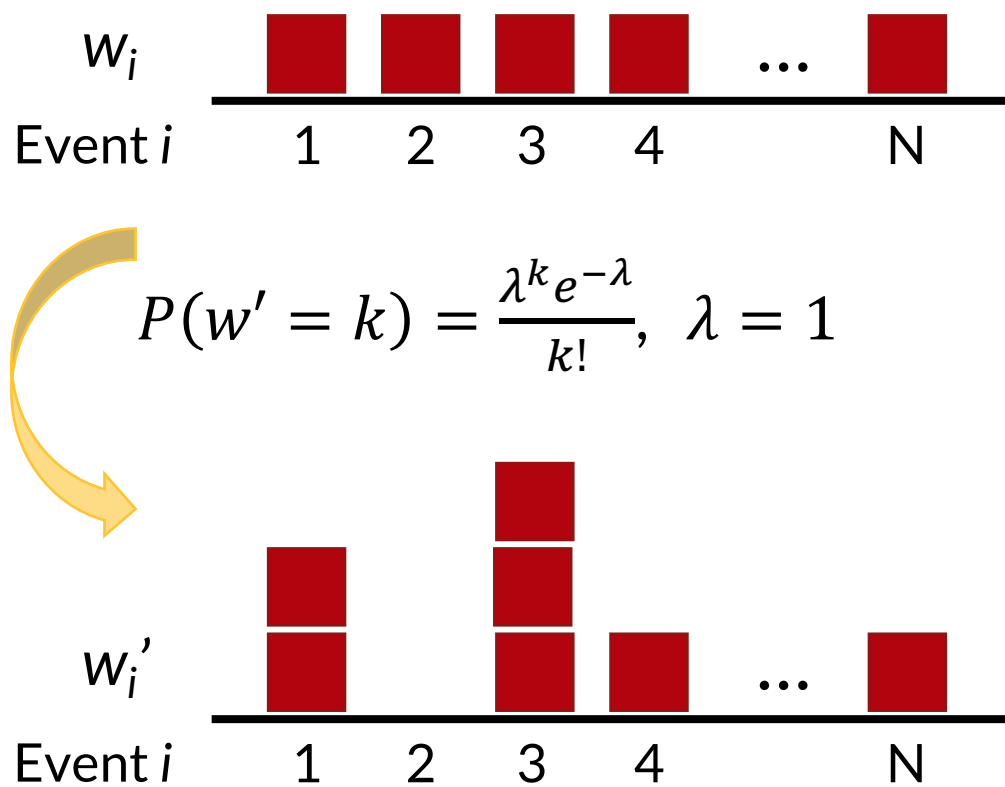 wᵢ ...
Event i 1 2 3 4 N
P(w′ = k) = λᵏe⁻λ / k!, λ = 1
wᵢ’ ...
Event i 1 2 3 4 N